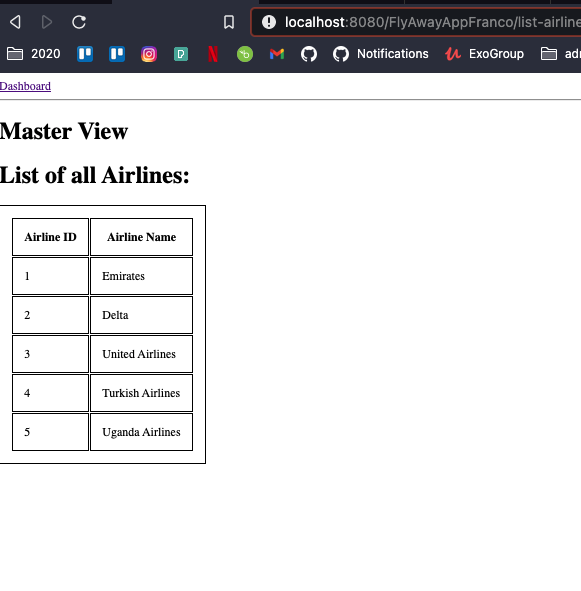 localhost:8080/FlyAwayAppFranco/list-airline
2020
Notifications
ExoGroup
Dashboard
Master View
List of all Airlines:
Airline ID Airline Name
1 Emirates
2 Delta
3 United Airlines
4 Turkish Airlines
5 Uganda Airlines